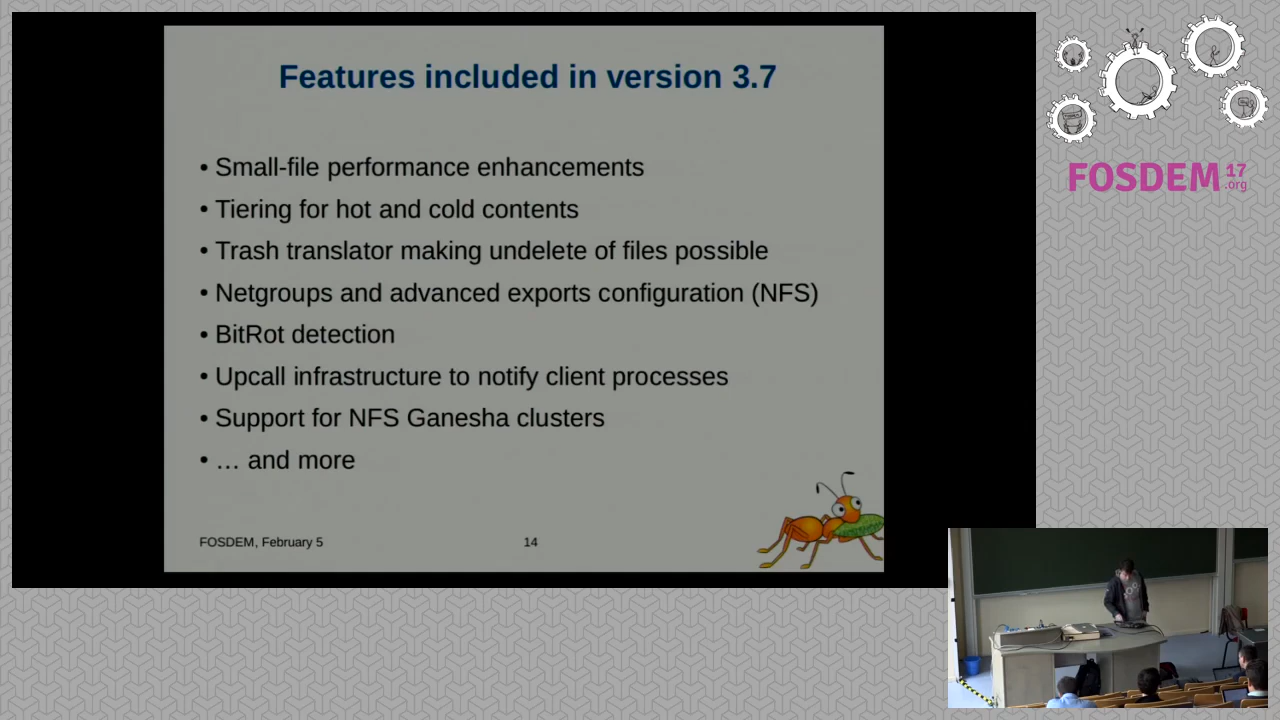 Features included in version 3.7
• Small-file performance enhancements
• Tiering for hot and cold contents
• Trash translator making undelete of files possible
• Netgroups and advanced exports configuration (NFS)
• BitRot detection
• Upcall infrastructure to notify client processes
• Support for NFS Ganesha clusters
• … and more
FOSDEM, February 5
14
FOSDEM 17
.org